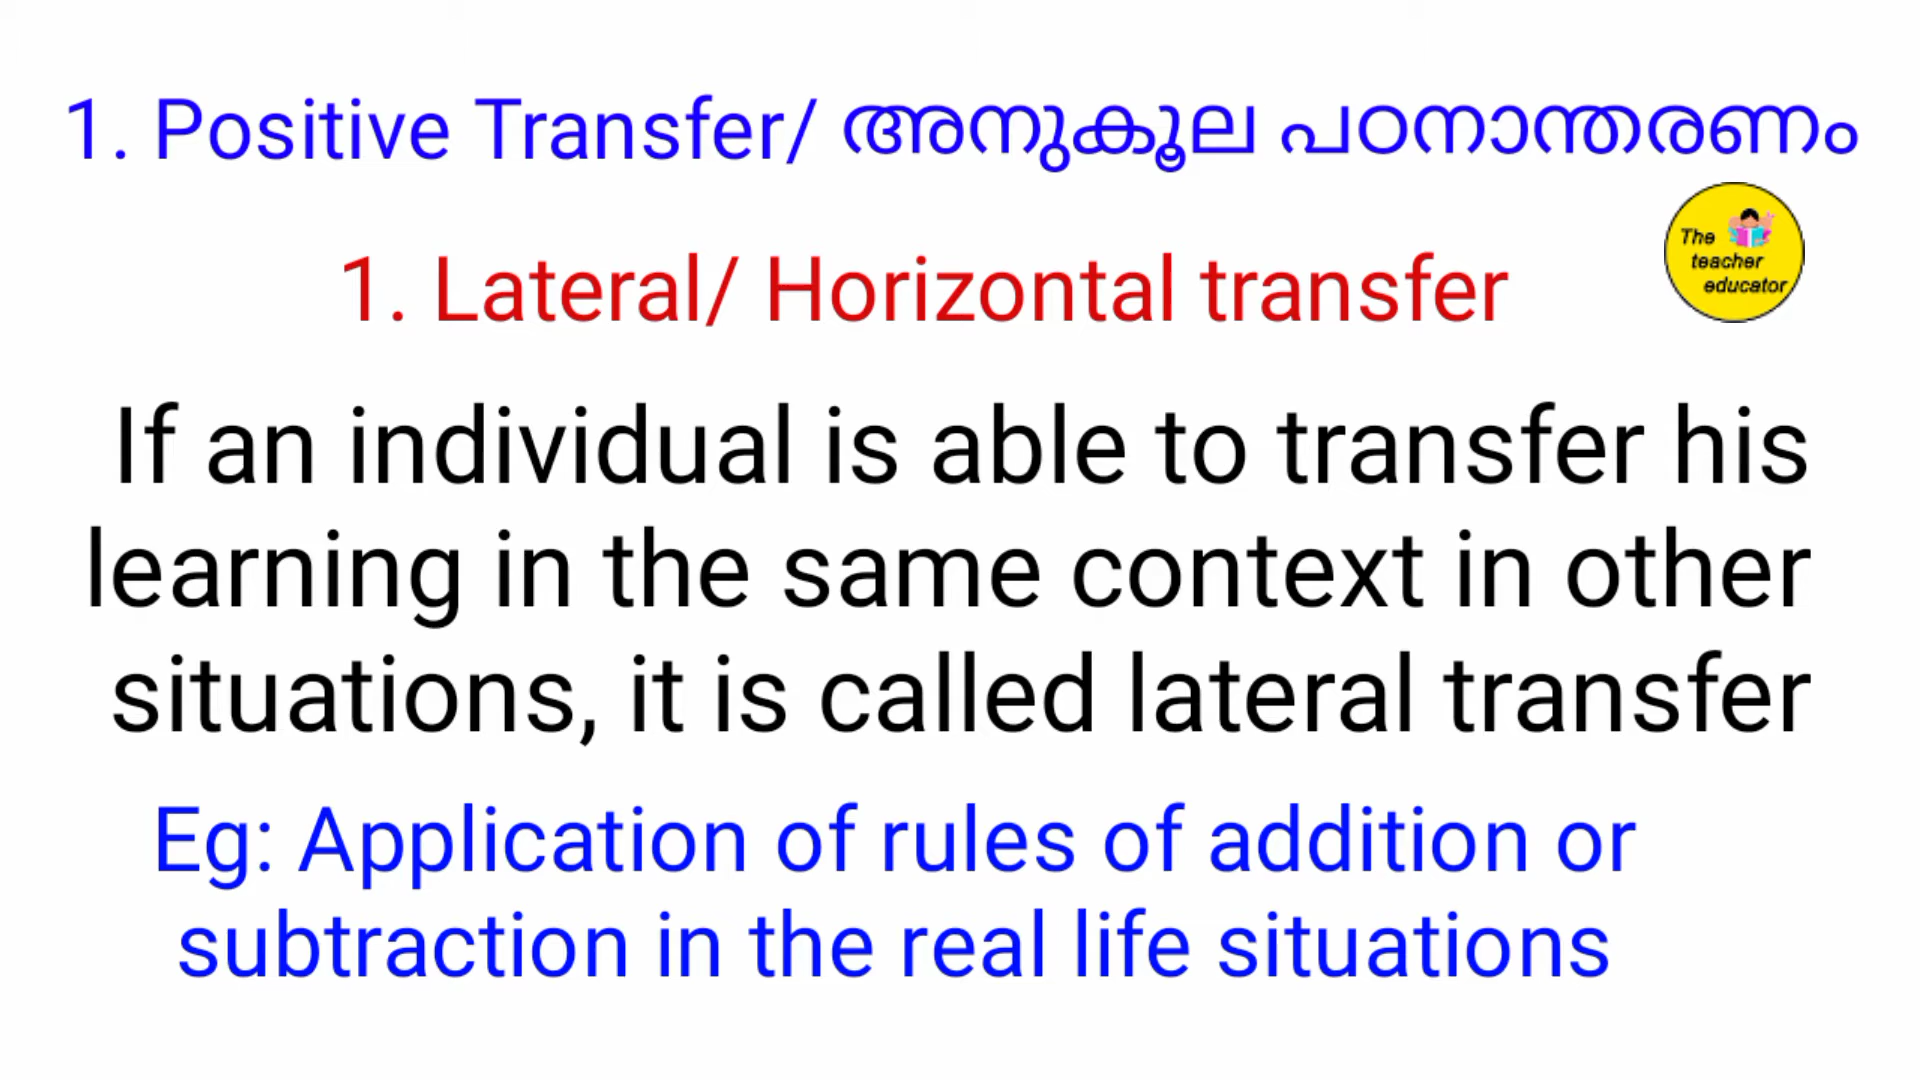 1. Positive Transfer/ അനുകൂല പഠനാന്തരണം
1. Lateral/ Horizontal transfer
The
teacher
educator
If an individual is able to transfer his
learning in the same context in other
situations, it is called lateral transfer
Eg: Application of rules of addition or
subtraction in the real life situations